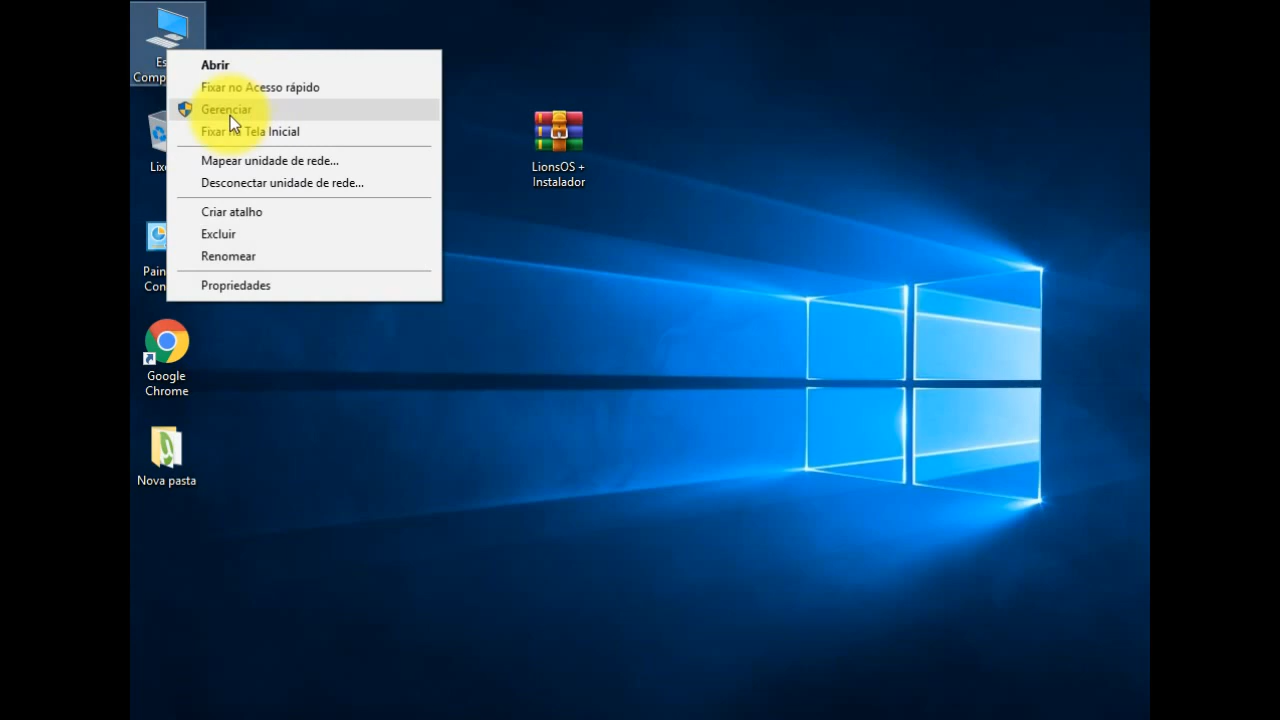 Abrir
Fixar no Acesso rápido
Gerenciar
Fixar na Tela Inicial
Mapear unidade de rede...
Desconectar unidade de rede...
Criar atalho
Excluir
Renomear
Propriedades
LionsOS +
Instalador
Google
Chrome
Nova pasta